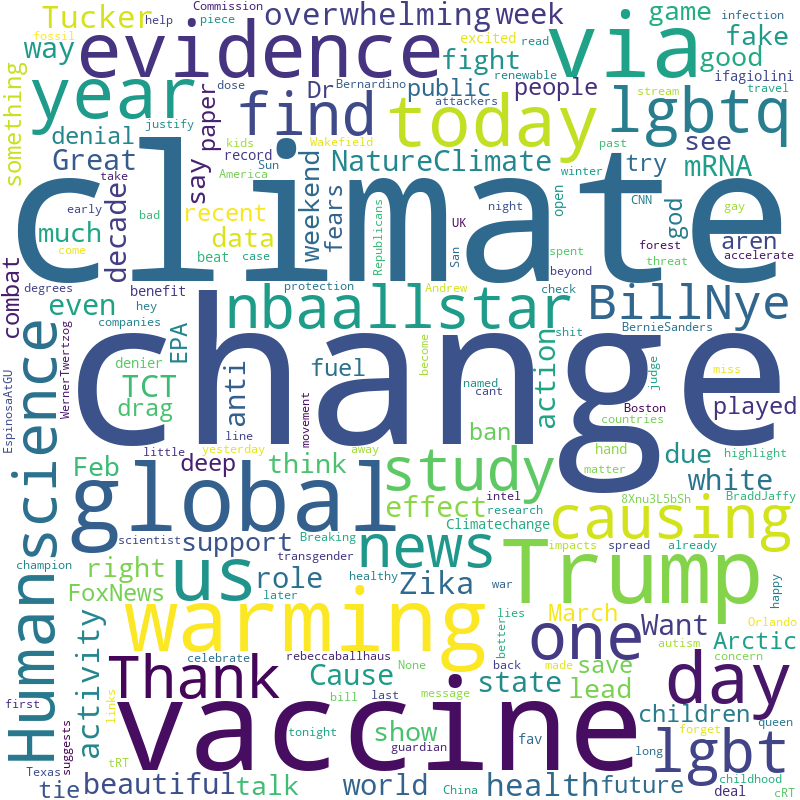 Commission
Tucker help piece overwhelming week game
fossil evidence excited read via fake
way Dr Bernardino fight infection
year dose public people renewable good ifagiolini
something justify find attackers stream travel
denial paper today lgbtq
Great kids Wakefield past see
say record Sun NatureClimate try mRNA
decade take America weekend winter aren
early recent fears night open CNN god gay
much bad data Republicans UK forest
climate
combat come beat case San spent threat accelerate
degrees benefit protection beyond check
even hey nbaallstar BillNye
companies Andrew shit BernieSanders
EPA change
WernerTwertzog denier fuel become action judge miss
EspinosaAtGU TCT anti named
drag movement cant Boston played
line ban countries
Human science little yesterday away hand due highlight
Feb deep think study matter white
global effect intel 8Xnu3L5bSh BraddJaffy
champion scientist support Breaking research Climatechange causing
news impacts spread already
right transgender healthy Trump
FoxNews us role later Zika war happy
warming lies March Orlando
activity better one Want autism Arctic
celebrate rebeccaballhaus back made save concern
first links Thank Cause None bill last state lead day
message children queen
vaccine forget
suggests tRT tonight show guardian fav long lgbt
Texas beautiful talk world China health future childhood
tie deal cRT